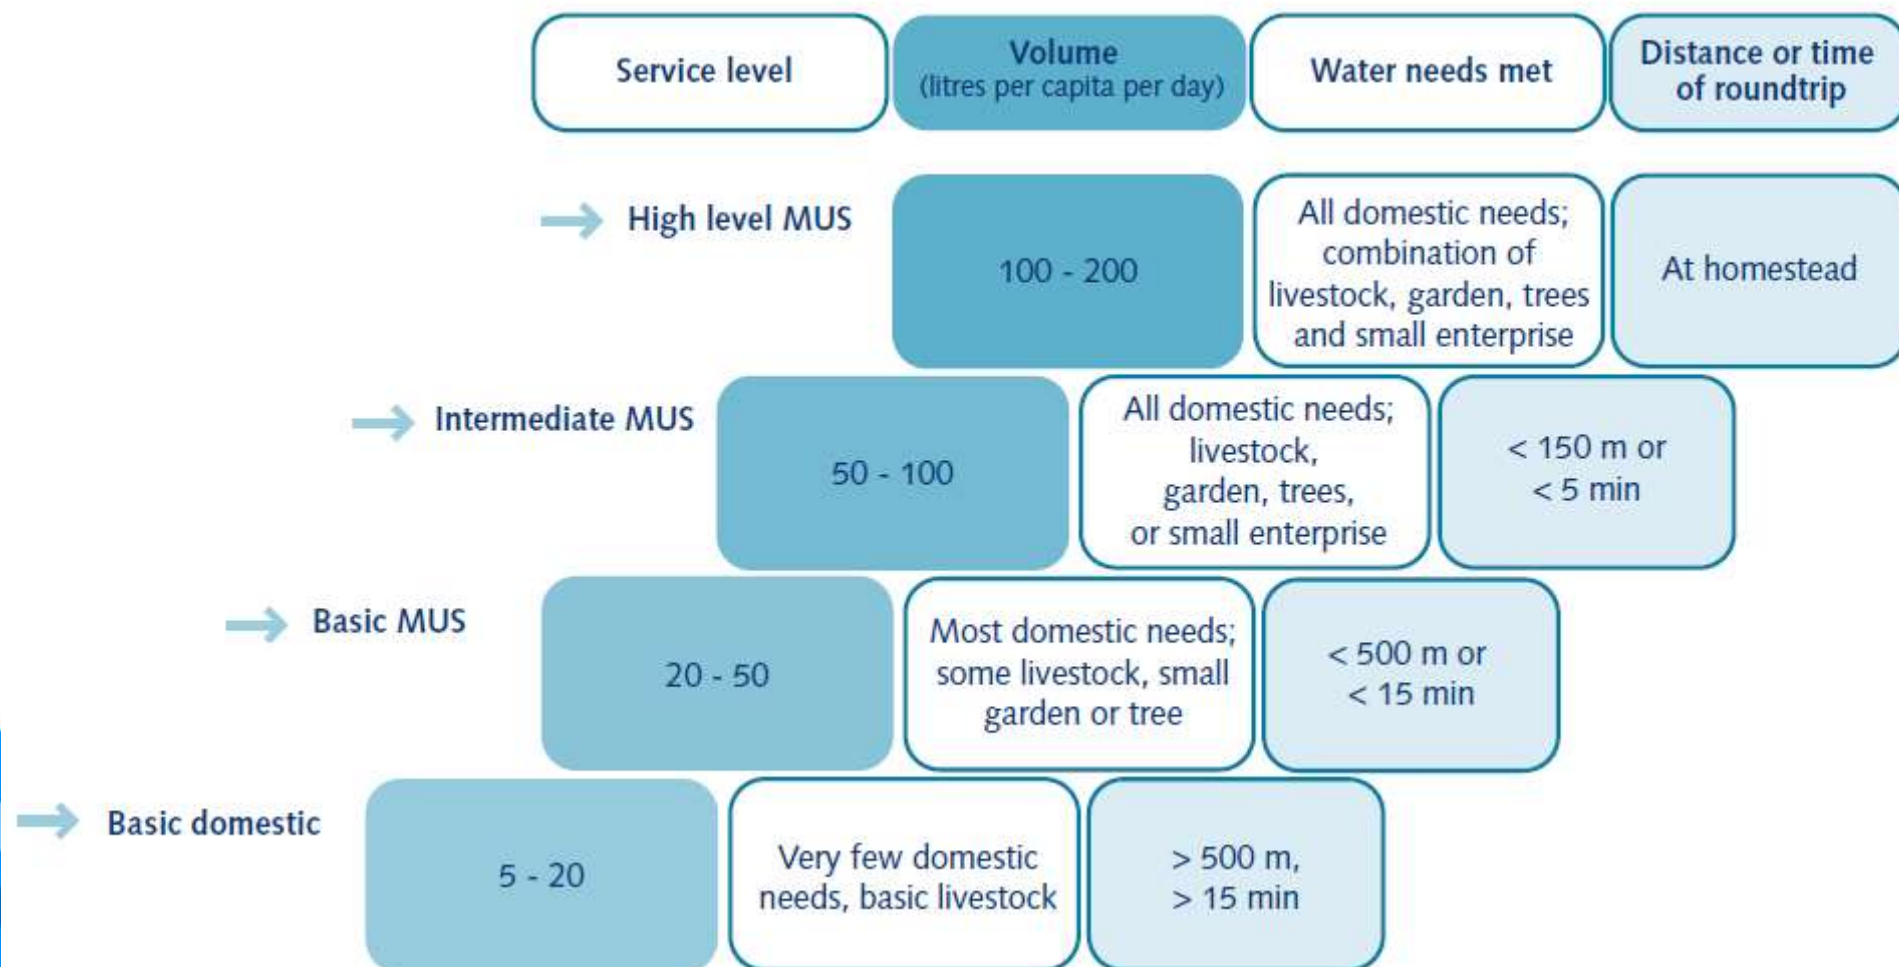 Service level
Volume
(litres per capita per day)
Water needs met
Distance or time
of roundtrip
High level MUS
100 - 200
All domestic needs;
combination of
livestock, garden, trees
and small enterprise
At homestead
Intermediate MUS
50 - 100
All domestic needs;
livestock,
garden, trees,
or small enterprise
< 150 m or
< 5 min
Basic MUS
20 - 50
Most domestic needs;
some livestock, small
garden or tree
< 500 m or
< 15 min
Basic domestic
5 - 20
Very few domestic
needs, basic livestock
> 500 m,
> 15 min